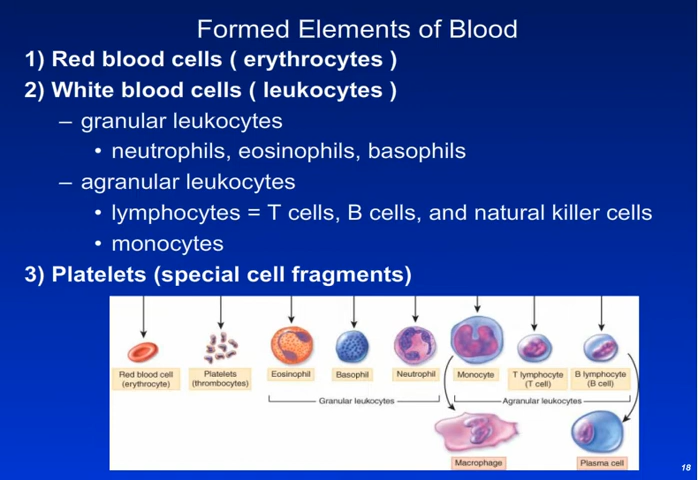 Formed Elements of Blood
1) Red blood cells ( erythrocytes )
2) White blood cells ( leukocytes )
– granular leukocytes
• neutrophils, eosinophils, basophils
– agranular leukocytes
• lymphocytes = T cells, B cells, and natural killer cells
• monocytes
3) Platelets (special cell fragments)
Red blood cell
(erythrocyte)
Platelets
(thrombocytes)
Eosinophil
Basophil
Neutrophil
Monocyte
T lymphocyte
(T cell)
B lymphocyte
(B cell)
Granular leukocytes
Agranular leukocytes
Macrophage
Plasma cell
18